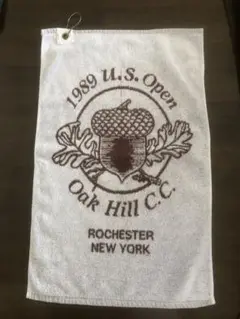 1989 U.S. Open
Oak Hill C.C.
ROCHESTER
NEW YORK